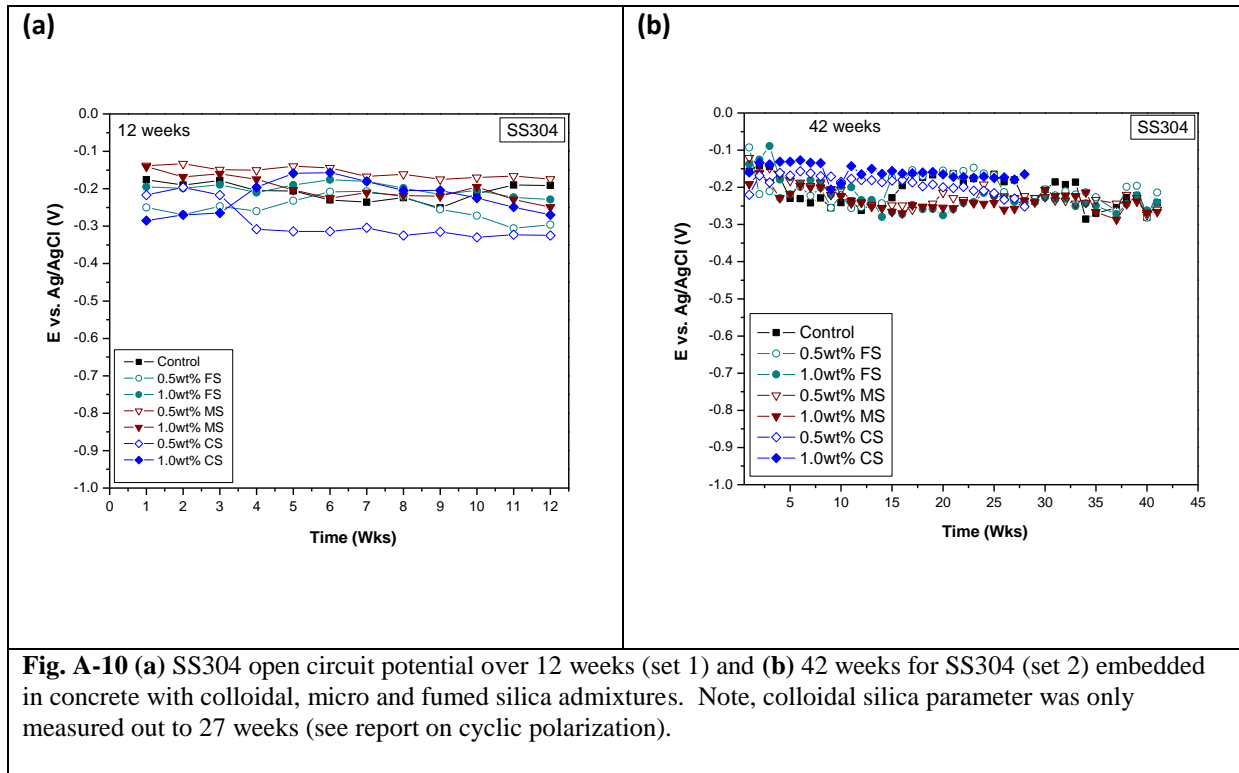 (a)
0.0
-0.1
-0.2
-0.3
-0.4
-0.5
-0.6
-0.7
-0.8
-0.9
-1.0
E vs. Ag/AgCl (V)
12 weeks
SS304
Control
0.5wt% FS
1.0wt% FS
0.5wt% MS
1.0wt% MS
0.5wt% CS
1.0wt% CS
0 1 2 3 4 5 6 7 8 9 10 11 12
Time (Wks)
(b)
0.0
-0.1
-0.2
-0.3
-0.4
-0.5
-0.6
-0.7
-0.8
-0.9
-1.0
E vs. Ag/AgCl (V)
42 weeks
SS304
Control
0.5wt% FS
1.0wt% FS
0.5wt% MS
1.0wt% MS
0.5wt% CS
1.0wt% CS
5 10 15 20 25 30 35 40 45
Time (Wks)
Fig. A-10 (a) SS304 open circuit potential over 12 weeks (set 1) and (b) 42 weeks for SS304 (set 2) embedded
in concrete with colloidal, micro and fumed silica admixtures. Note, colloidal silica parameter was only
measured out to 27 weeks (see report on cyclic polarization).